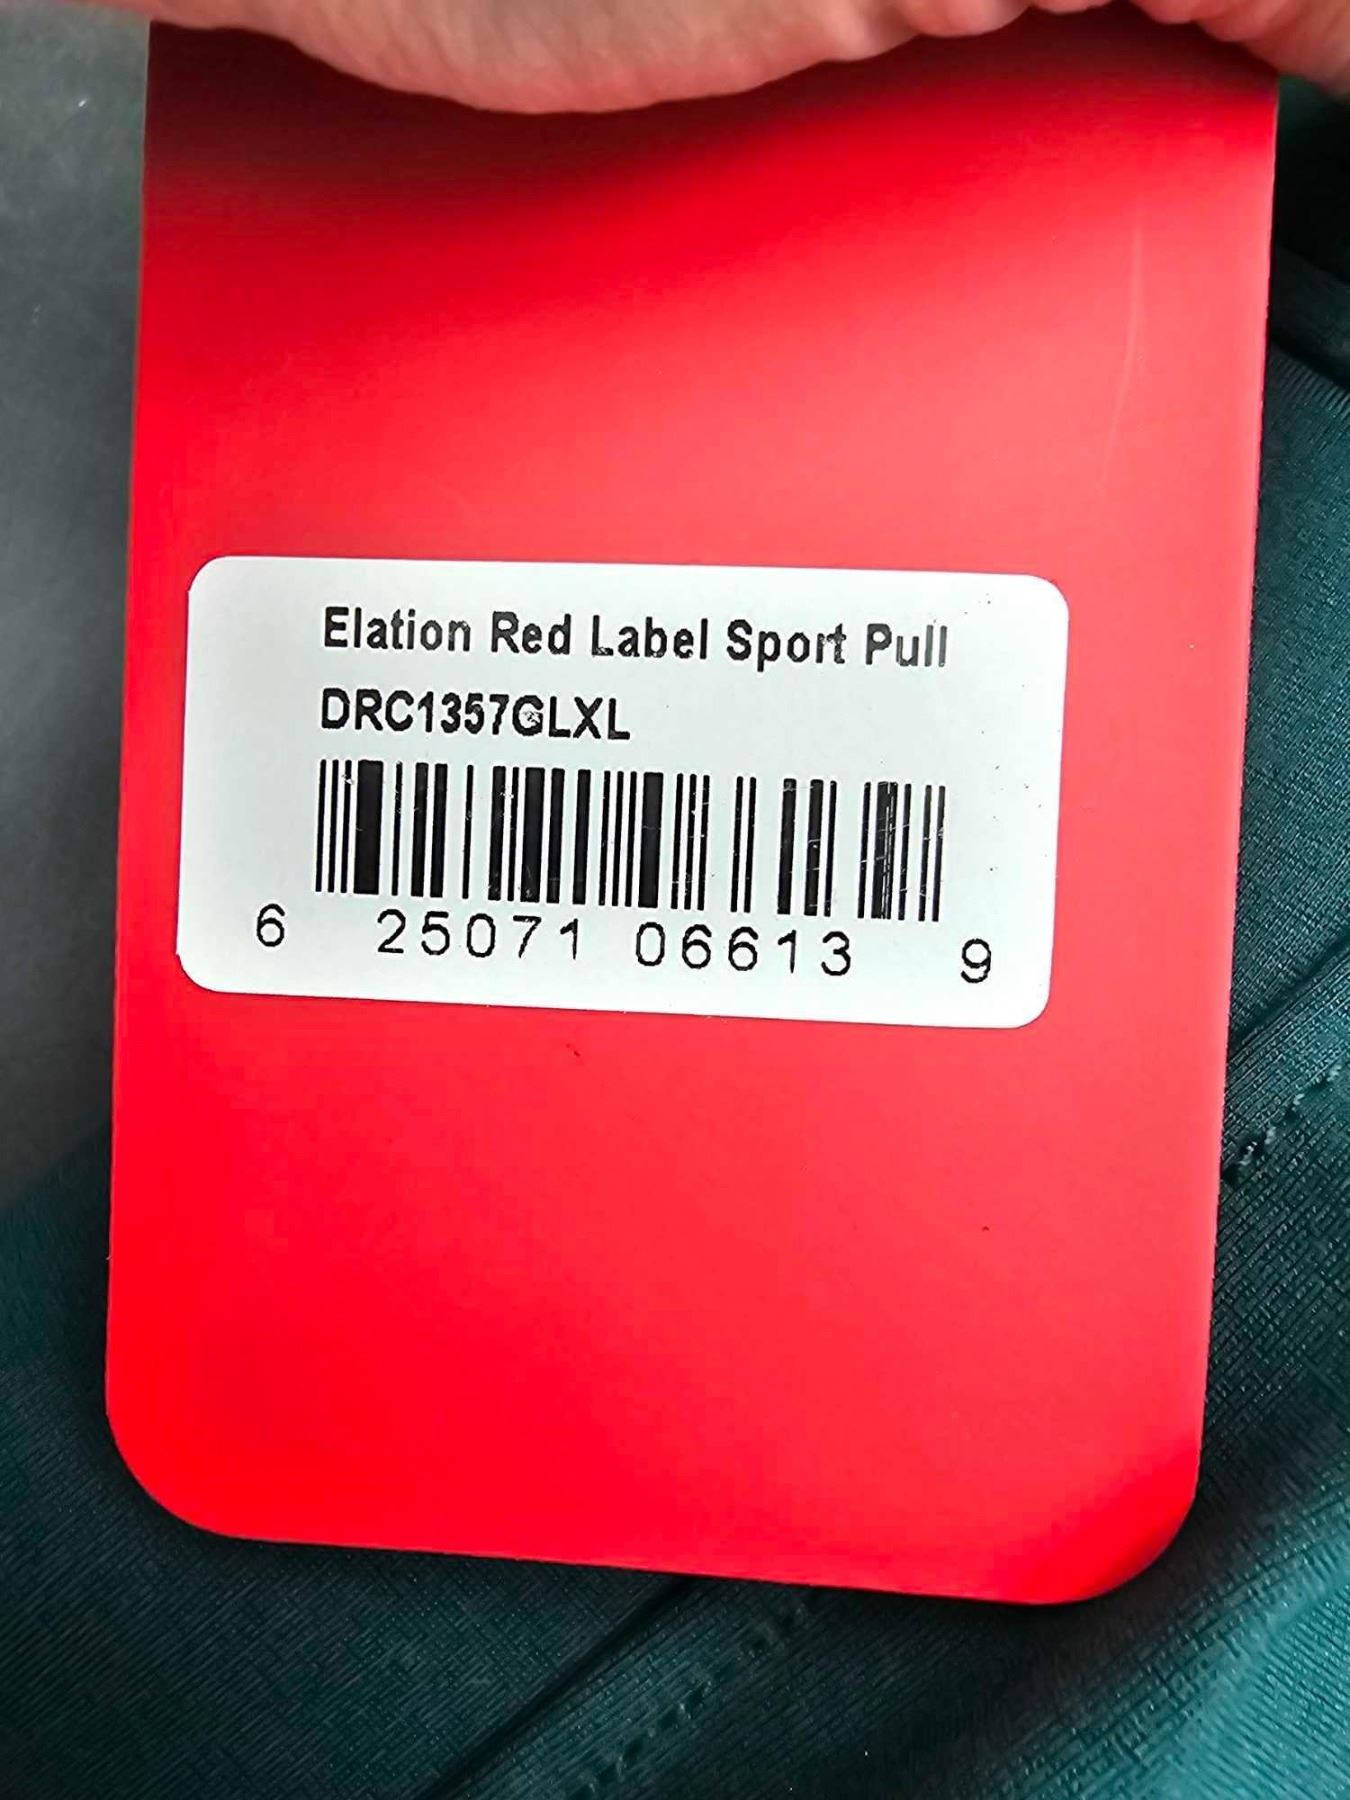 Elation Red Label Sport Pull
DRC1357GLXL
6 25071 06613 9